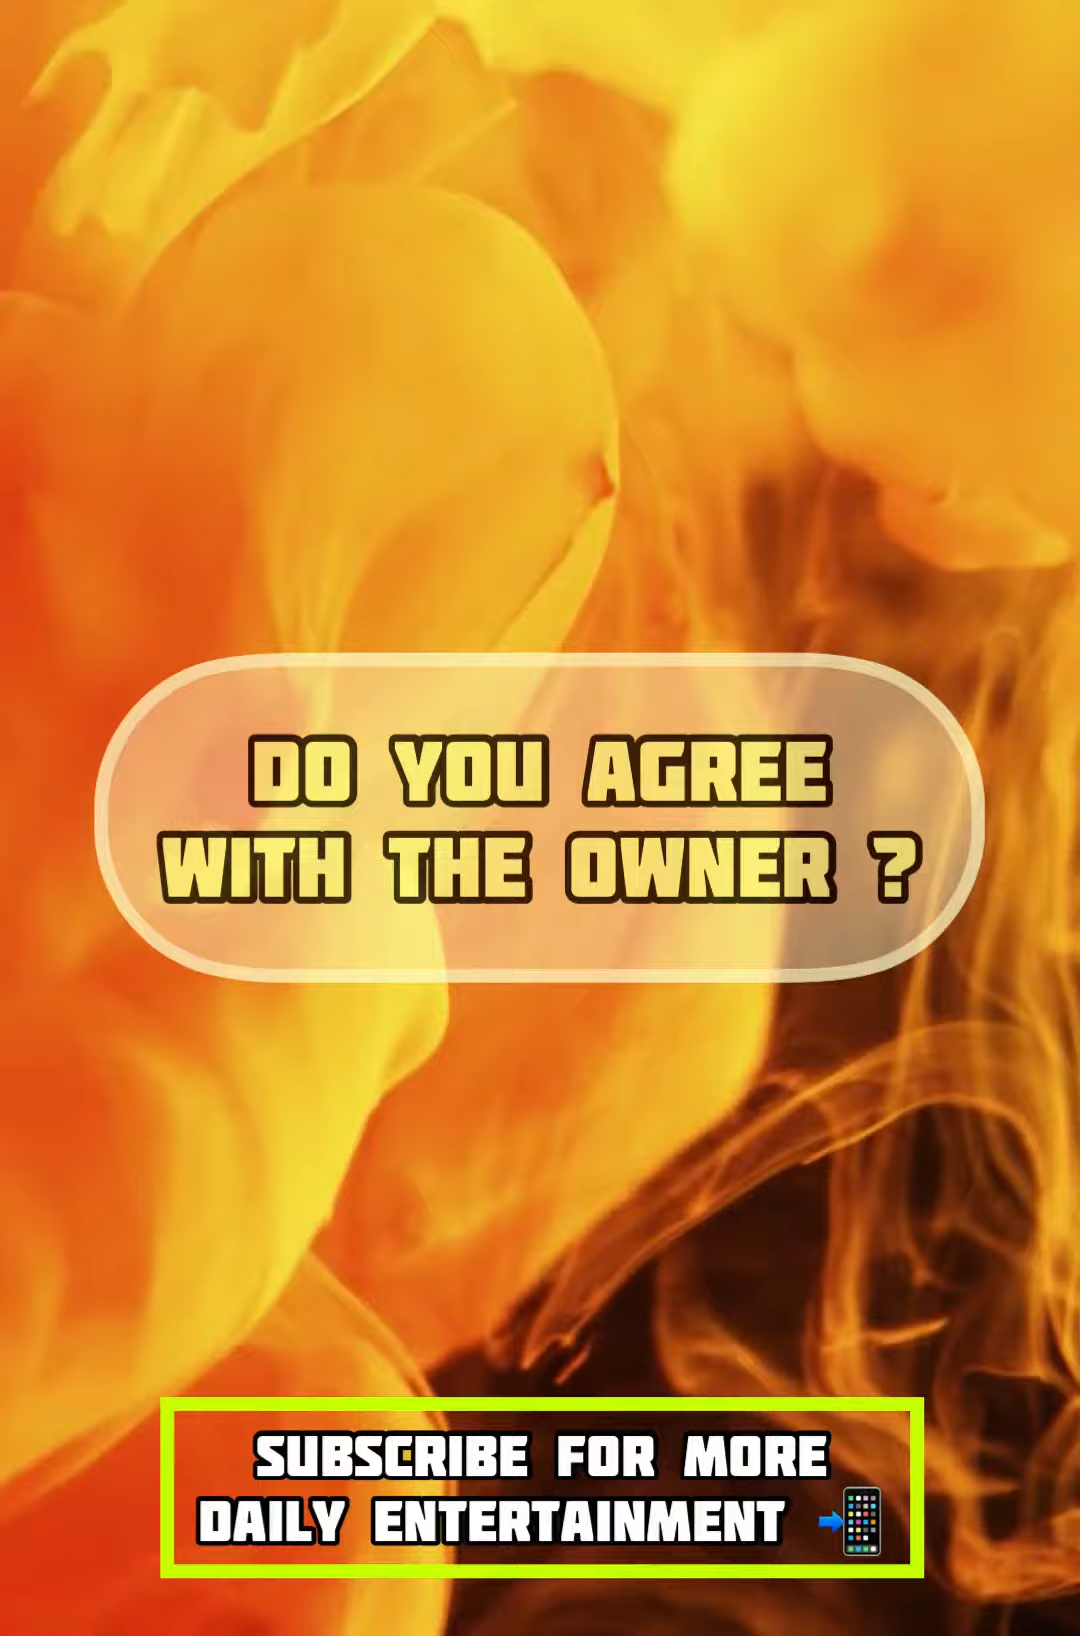 DO YOU AGREE
WITH THE OWNER ?
SUBSCRIBE FOR MORE
DAILY ENTERTAINMENT 📲